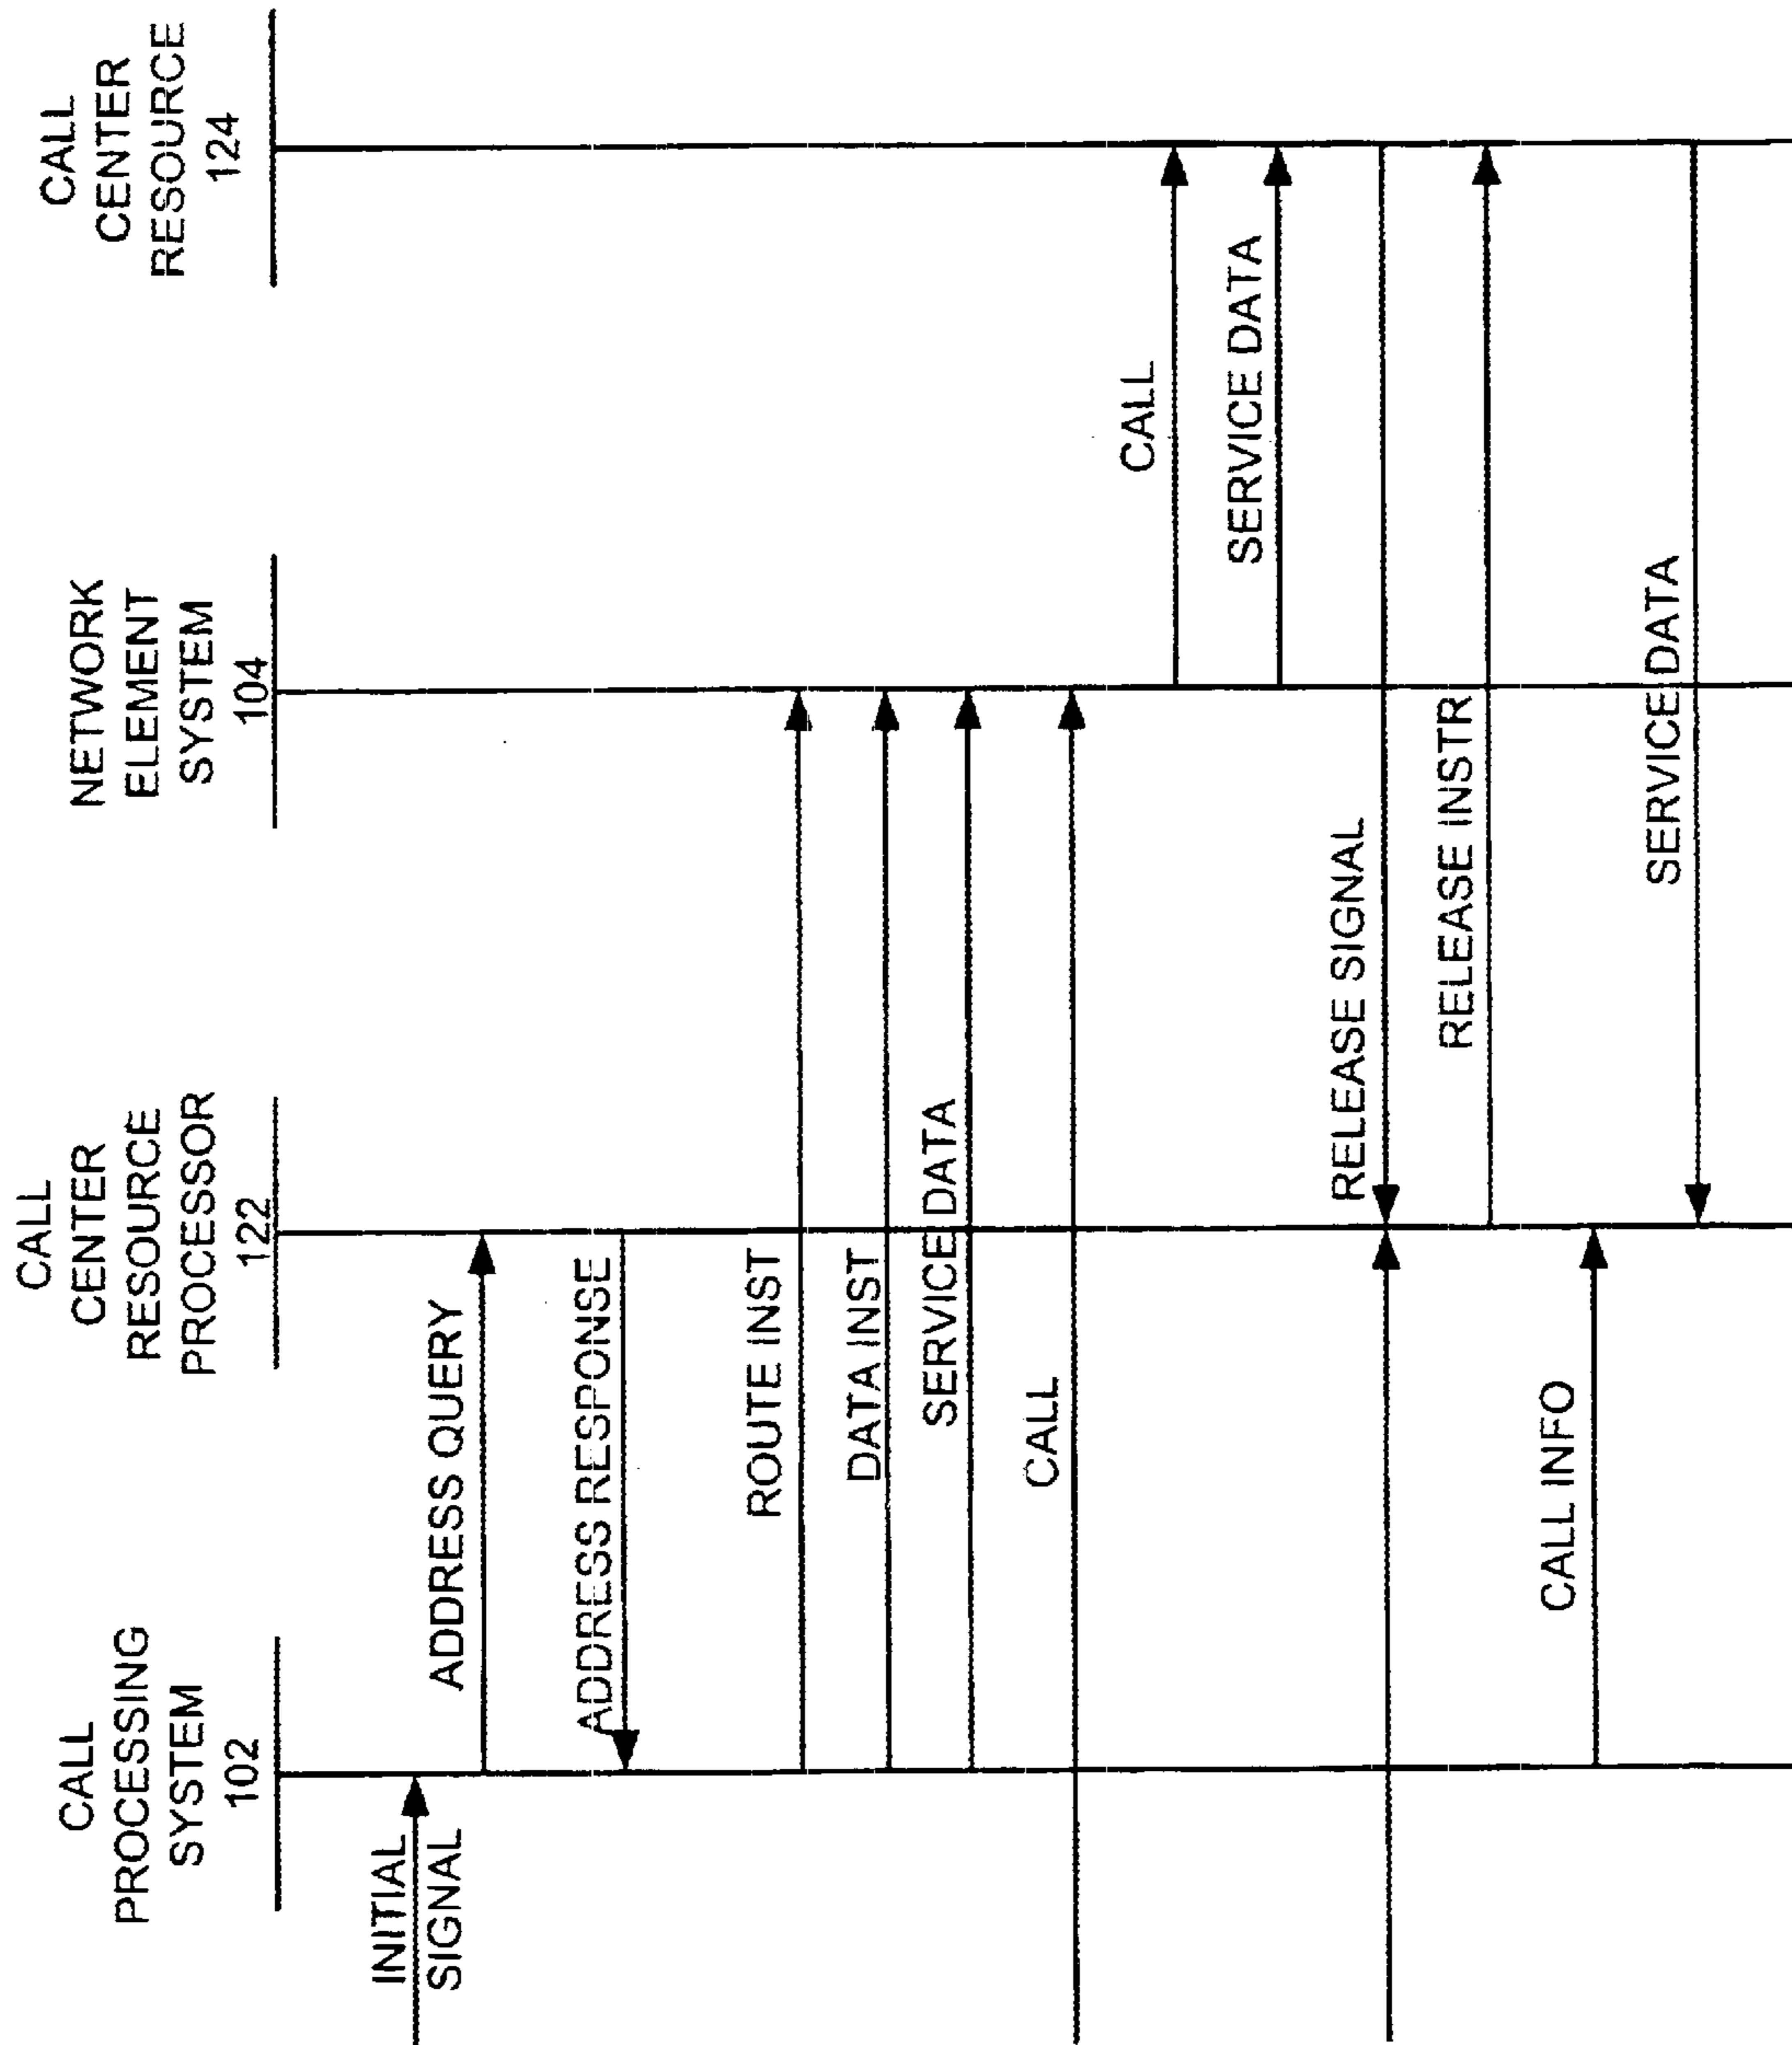 CALL
PROCESSING
SYSTEM
102
CALL
CENTER
RESOURCE
PROCESSOR
122
NETWORK
ELEMENT
SYSTEM
104
CALL
CENTER
RESOURCE
124
INITIAL
SIGNAL
ADDRESS QUERY
ADDRESS RESPONSE
ROUTE INST
DATA INST
SERVICE DATA
CALL
CALL
SERVICE DATA
RELEASE SIGNAL
RELEASE INSTR
CALL INFO
SERVICE DATA